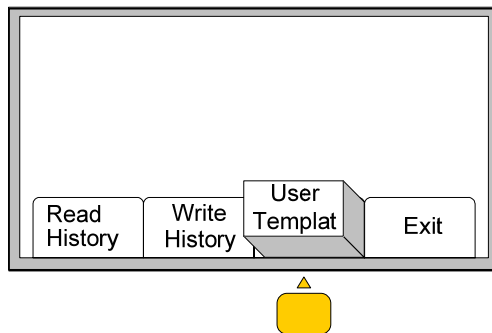 Read
History
Write
History
User
Templat
Exit